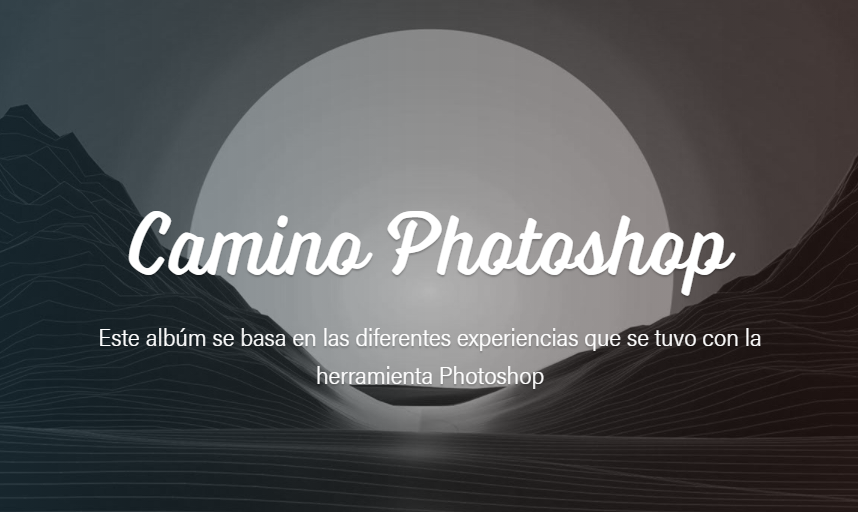 Camino Photoshop
Este albúm se basa en las diferentes experiencias que se tuvo con la
herramienta Photoshop